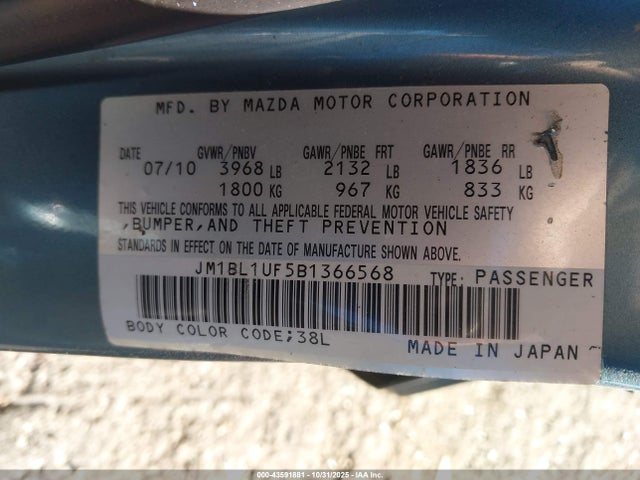 MFD. BY MAZDA MOTOR CORPORATION
DATE GVWR/PNBV GAWR/PNBE FRT GAWR/PNBE RR
07/10 3968 LB 2132 LB 1836 LB
1800 KG 967 KG 833 KG
THIS VEHICLE CONFORMS TO ALL APPLICABLE FEDERAL MOTOR VEHICLE SAFETY
,BUMPER,AND THEFT PREVENTION
STANDARDS IN EFFECT ON THE DATE OF MANUFACTURE SHOWN ABOVE.
JM1BL1UF5B1366568 TYPE: PASSENGER
BODY COLOR CODE;38L
MADE IN JAPAN
00-43591881 - 10/31/2025 - IAA Inc.